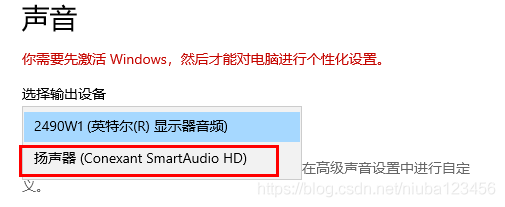 声音
你需要先激活 Windows，然后才能对电脑进行个性化设置。
选择输出设备
2490W1 (英特尔(R) 显示器音频)
扬声器 (Conexant SmartAudio HD)
在高级声音设置中进行自定
义。
https://blog.csdn.net/niuba123456